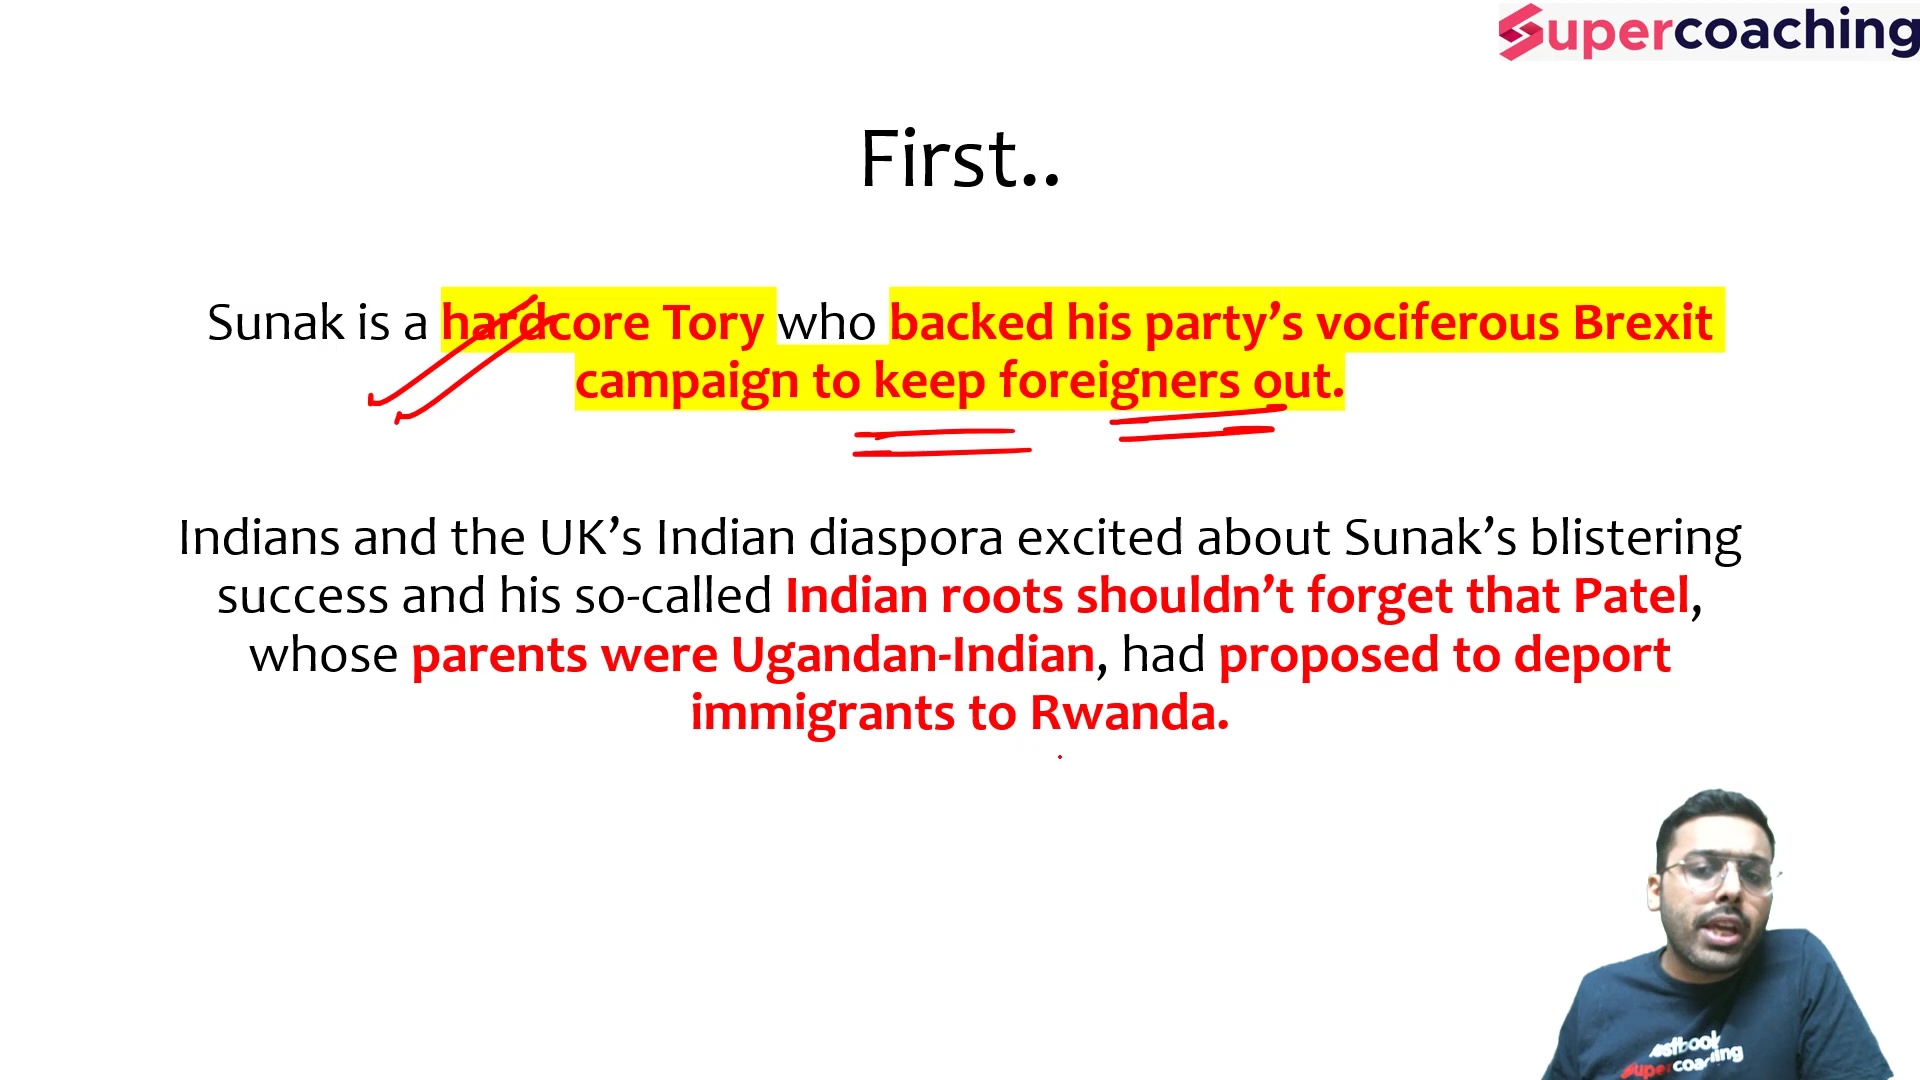 Supercoaching
First..
Sunak is a hardcore Tory who backed his party’s vociferous Brexit
campaign to keep foreigners out.
Indians and the UK’s Indian diaspora excited about Sunak’s blistering
success and his so-called Indian roots shouldn’t forget that Patel,
whose parents were Ugandan-Indian, had proposed to deport
immigrants to Rwanda.
testbook
Supercoaching